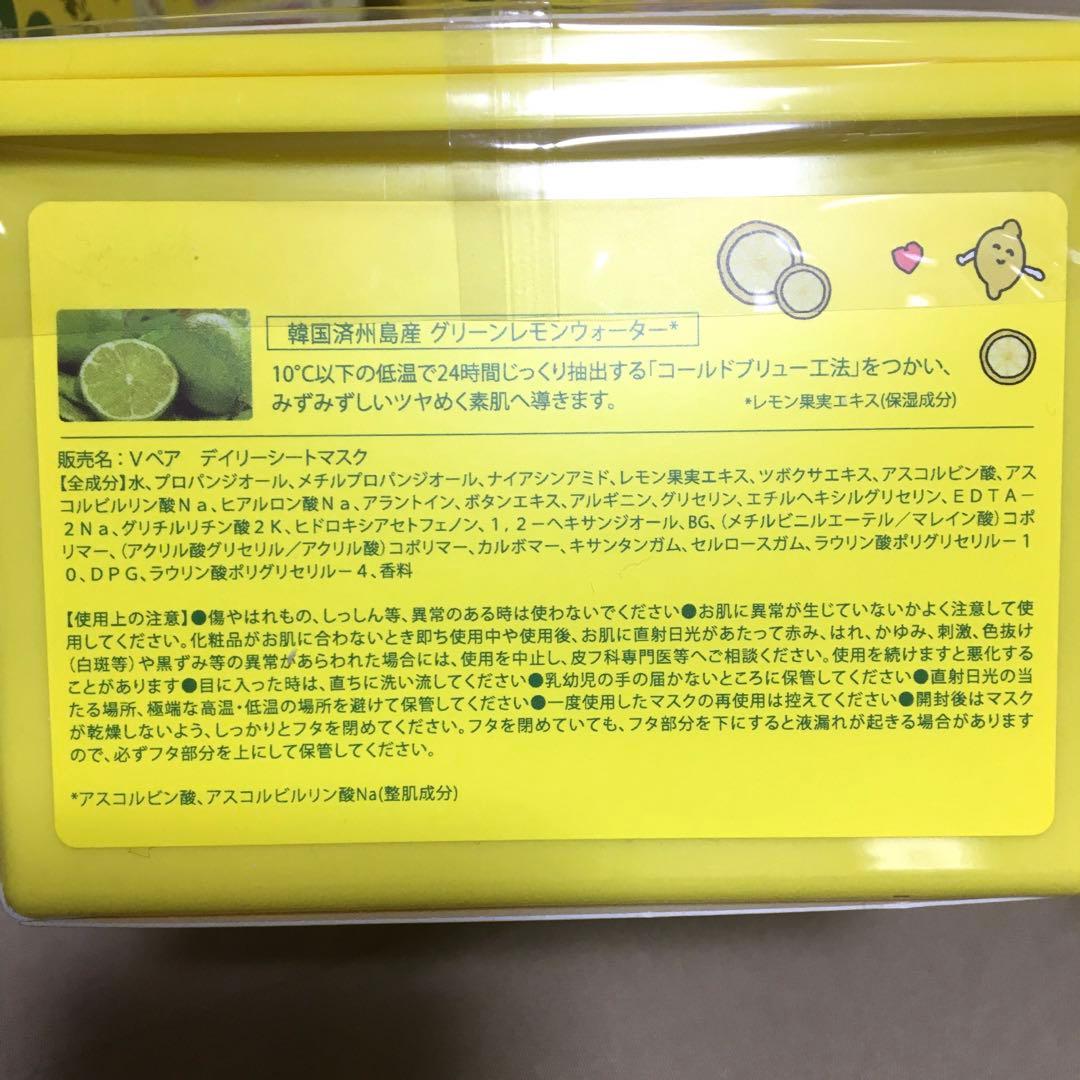 韓国済州島産 グリーンレモンウォーター*
10℃以下の低温で24時間じっくり抽出する「コールドブリュー工法」をつかい、
みずみずしいツヤめく素肌へ導きます。 *レモン果実エキス(保湿成分)
販売名：Ｖペア　デイリーシートマスク
【全成分】水、プロパンジオール、メチルプロパンジオール、ナイアシンアミド、レモン果実エキス、ツボクサエキス、アスコルビン酸、アス
コルビルリン酸Ｎａ、ヒアルロン酸Ｎａ、アラントイン、ボタンエキス、アルギニン、グリセリン、エチルヘキシルグリセリン、ＥＤＴＡ－
２Ｎａ、グリチルリチン酸２Ｋ、ヒドロキシアセトフェノン、１，２－ヘキサンジオール、BG、（メチルビニルエーテル／マレイン酸）コポ
リマー、（アクリル酸グリセリル／アクリル酸）コポリマー、カルボマー、キサンタンガム、セルロースガム、ラウリン酸ポリグリセリル－１
０、ＤＰＧ、ラウリン酸ポリグリセリル－４、香料
【使用上の注意】●傷やはれもの、しっしん等、異常のある時は使わないでください●お肌に異常が生じていないかよく注意して使
用してください。化粧品がお肌に合わないとき即ち使用中や使用後、お肌に直射日光があたって赤み、はれ、かゆみ、刺激、色抜け
（白斑等）や黒ずみ等の異常があらわれた場合には、使用を中止し、皮フ科専門医等へご相談ください。使用を続けますと悪化する
ことがあります●目に入った時は、直ちに洗い流してください●乳幼児の手の届かないところに保管してください●直射日光の当
たる場所、極端な高温・低温の場所を避けて保管してください●一度使用したマスクの再使用は控えてください●開封後はマスク
が乾燥しないよう、しっかりとフタを閉めてください。フタを閉めていても、フタ部分を下にすると液漏れが起きる場合があります
ので、必ずフタ部分を上にして保管してください。
*アスコルビン酸、アスコルビルリン酸Na(整肌成分)